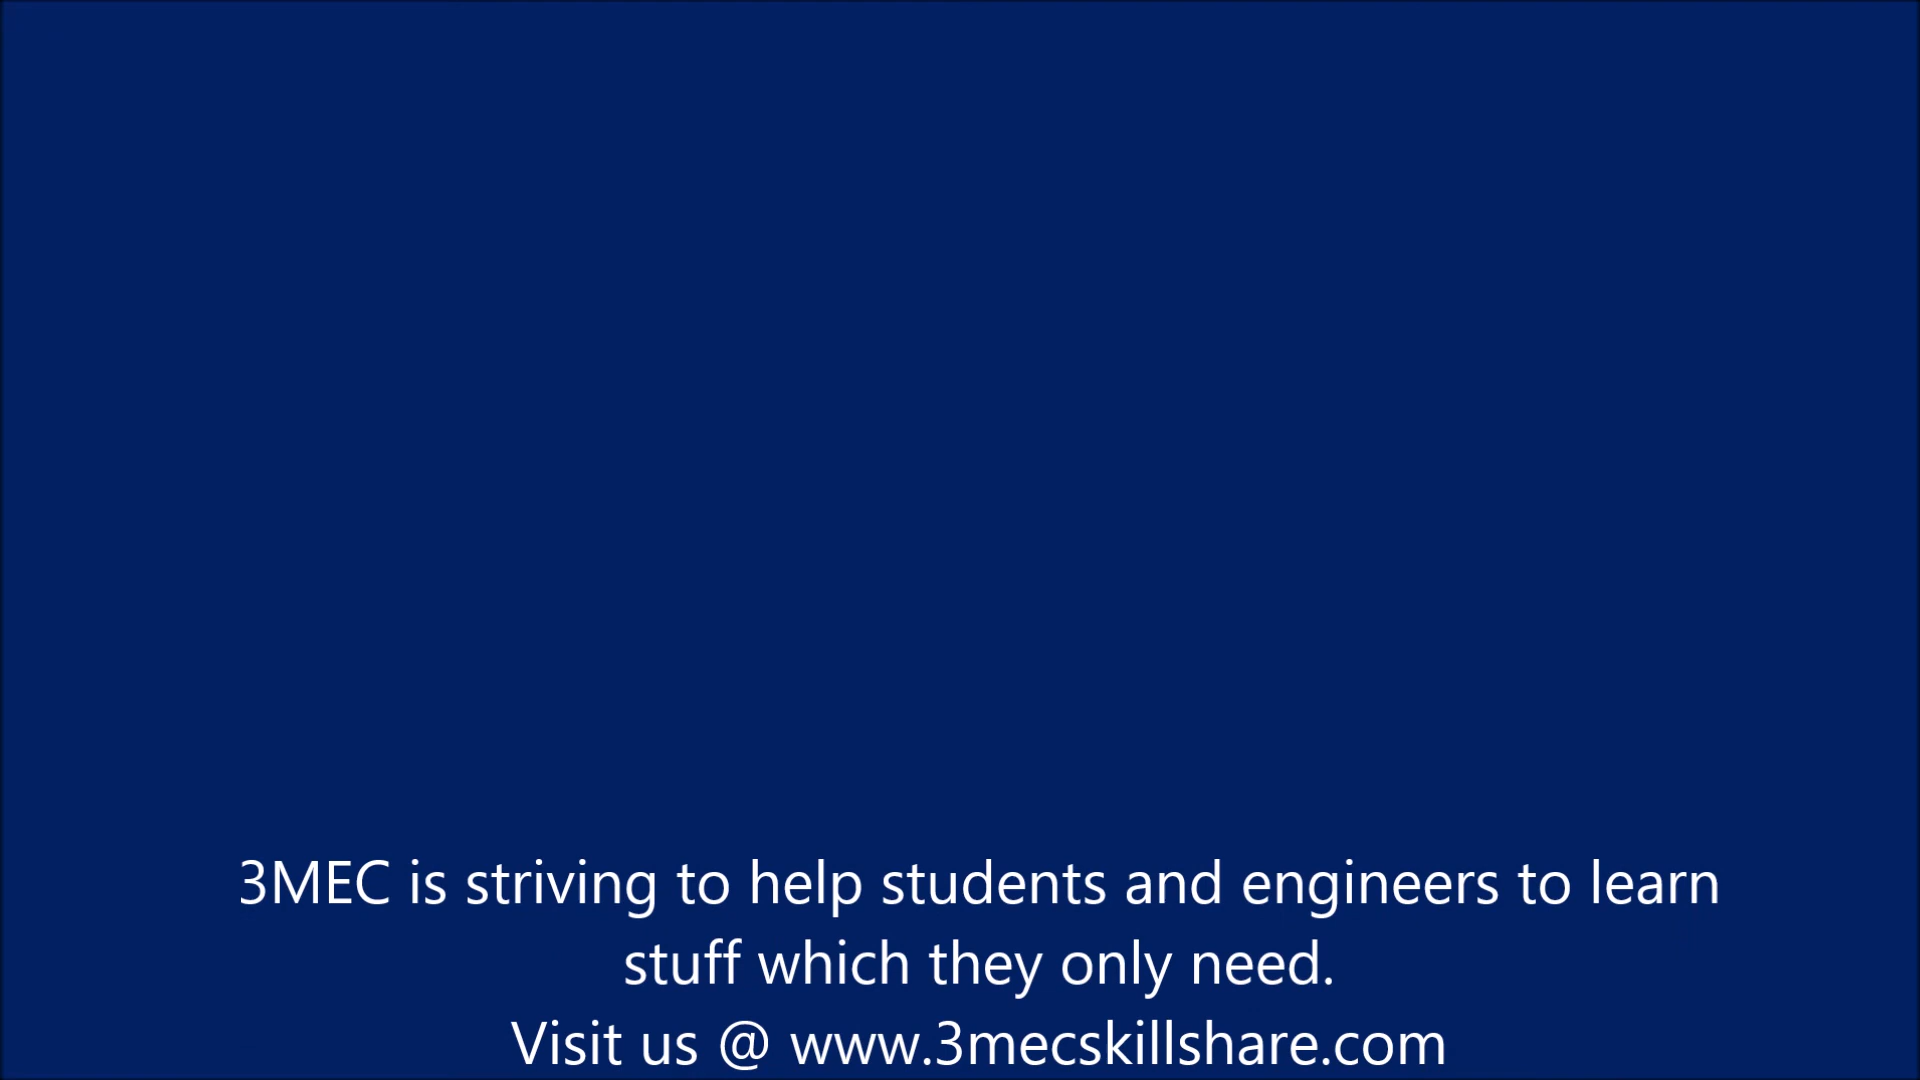 3MEC is striving to help students and engineers to learn
stuff which they only need.
Visit us @ www.3mecskillshare.com